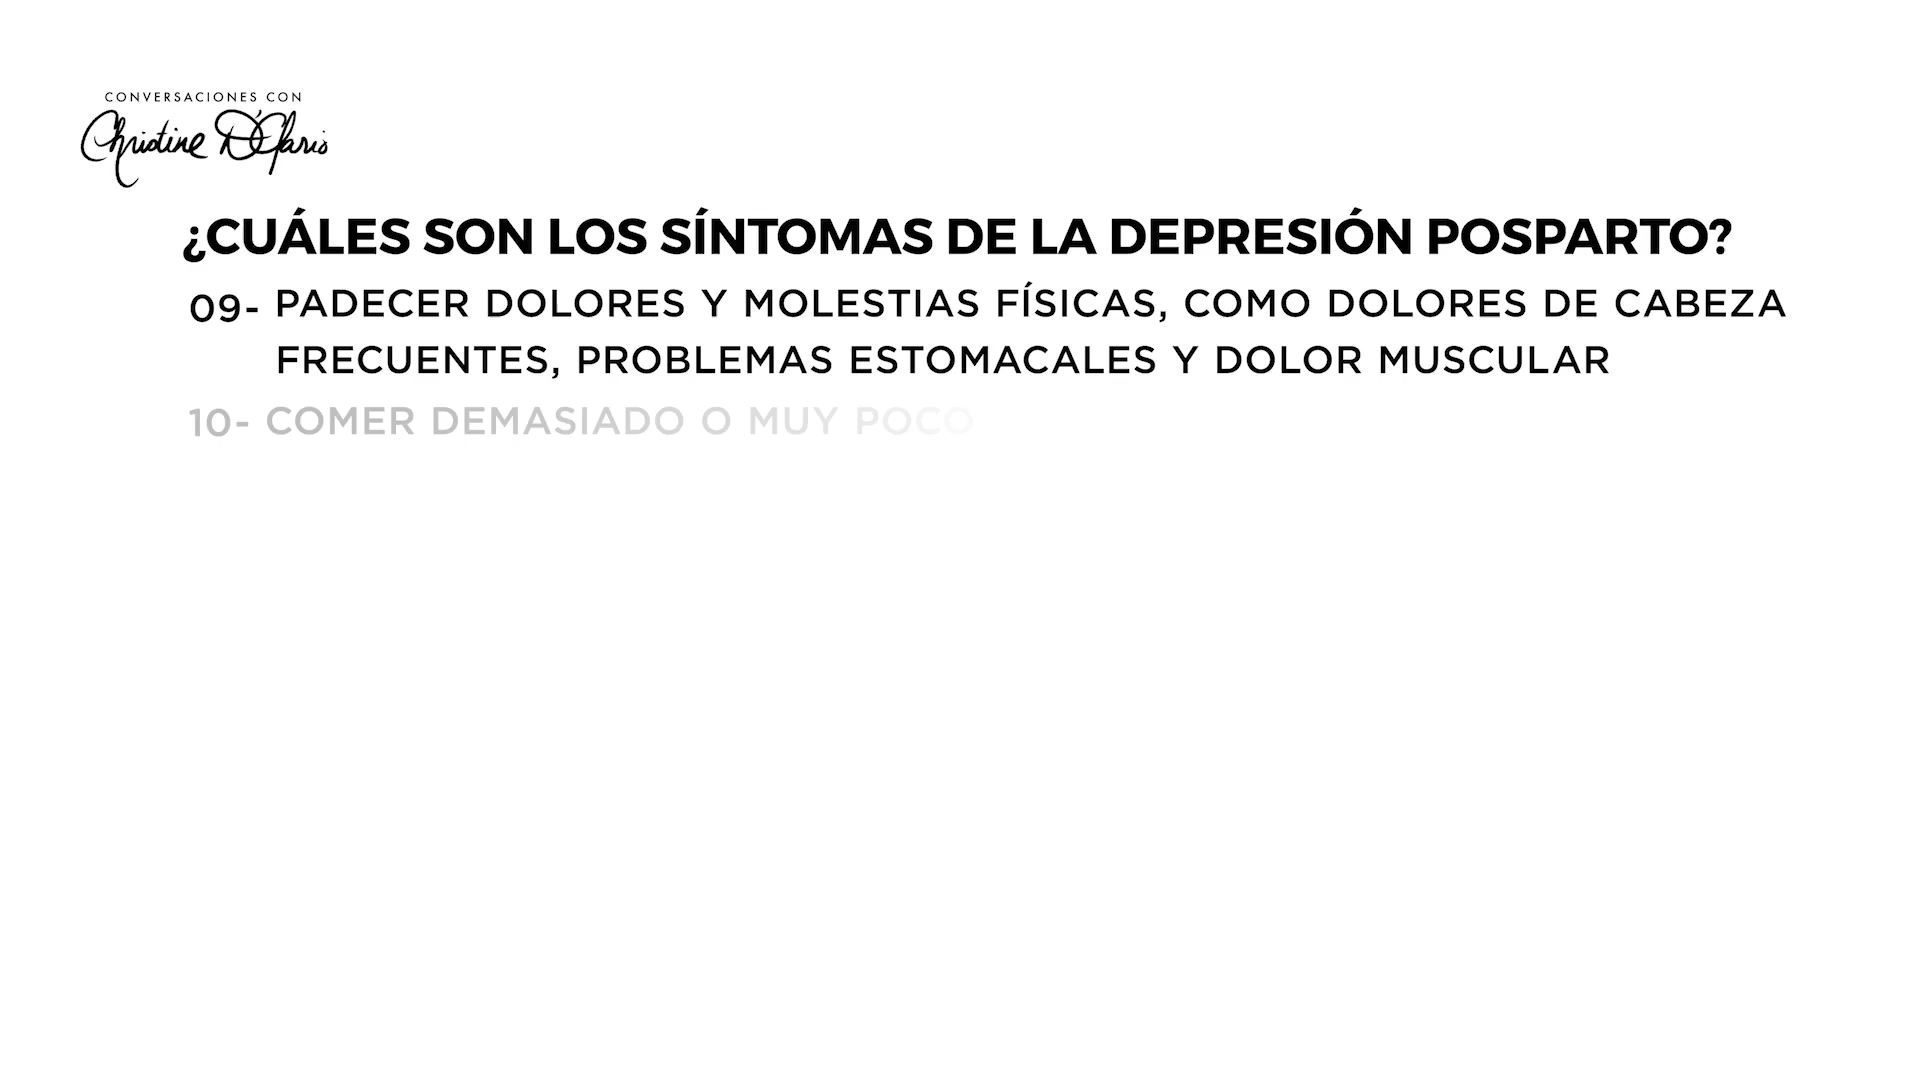 CONVERSACIONES CON
Christine D'Clario
¿CUÁLES SON LOS SÍNTOMAS DE LA DEPRESIÓN POSPARTO?
09- PADECER DOLORES Y MOLESTIAS FÍSICAS, COMO DOLORES DE CABEZA
FRECUENTES, PROBLEMAS ESTOMACALES Y DOLOR MUSCULAR
10- COMER DEMASIADO O MUY POCO